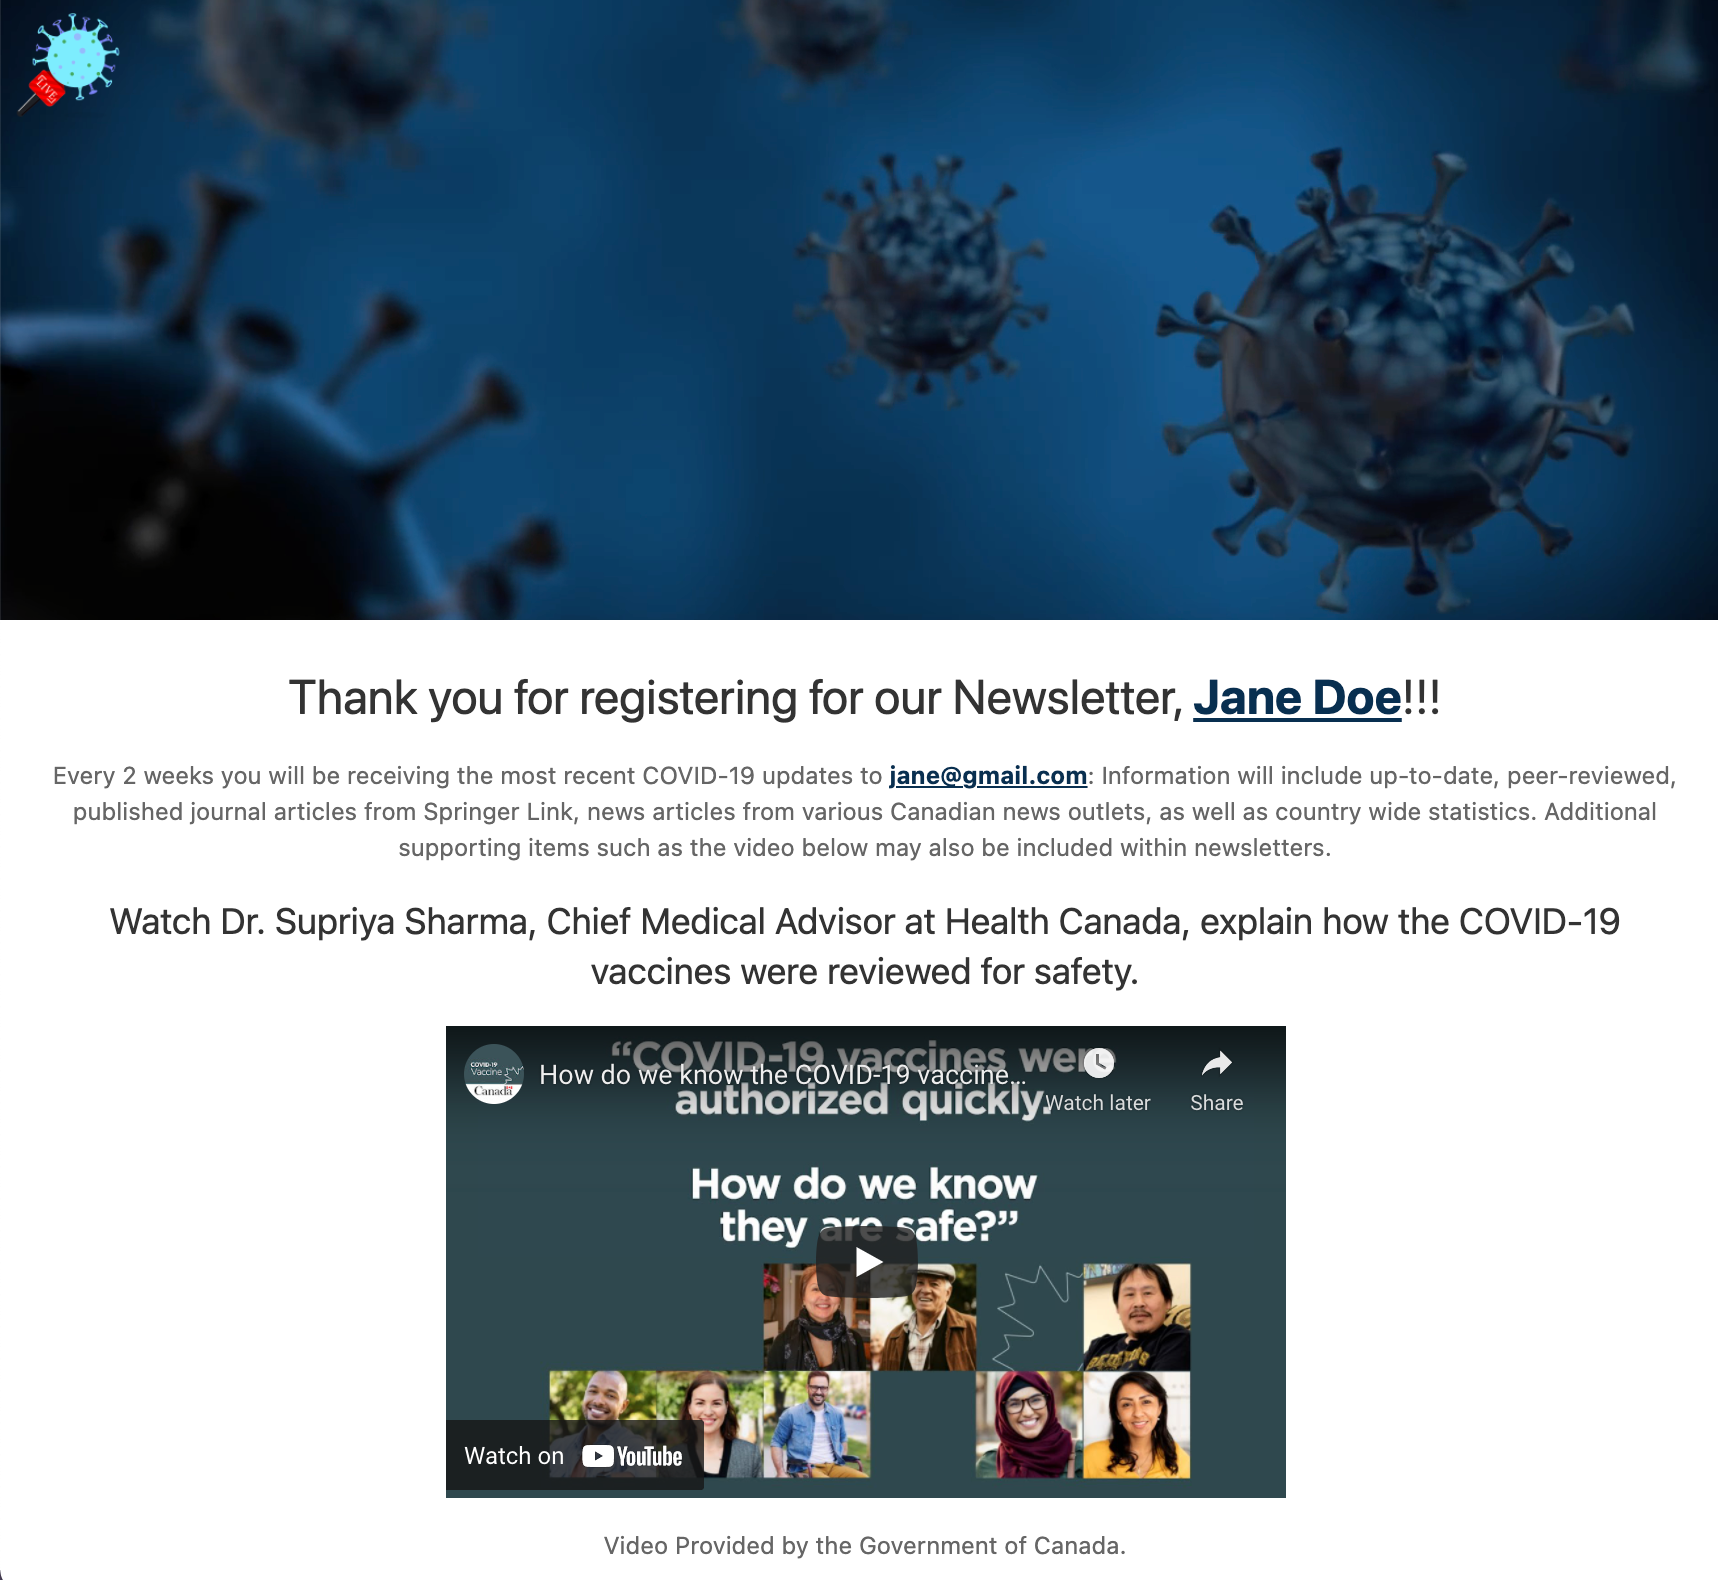 LIVE
Thank you for registering for our Newsletter, Jane Doe!!!
Every 2 weeks you will be receiving the most recent COVID-19 updates to jane@gmail.com: Information will include up-to-date, peer-reviewed,
published journal articles from Springer Link, news articles from various Canadian news outlets, as well as country wide statistics. Additional
supporting items such as the video below may also be included within newsletters.
Watch Dr. Supriya Sharma, Chief Medical Advisor at Health Canada, explain how the COVID-19
vaccines were reviewed for safety.
COVID-19
Vaccine
Canada
How do we know the COVID-19 vaccine...
Watch later
Share
“COVID-19 vaccines were
authorized quickly.
How do we know
they are safe?”
Watch on YouTube
Video Provided by the Government of Canada.